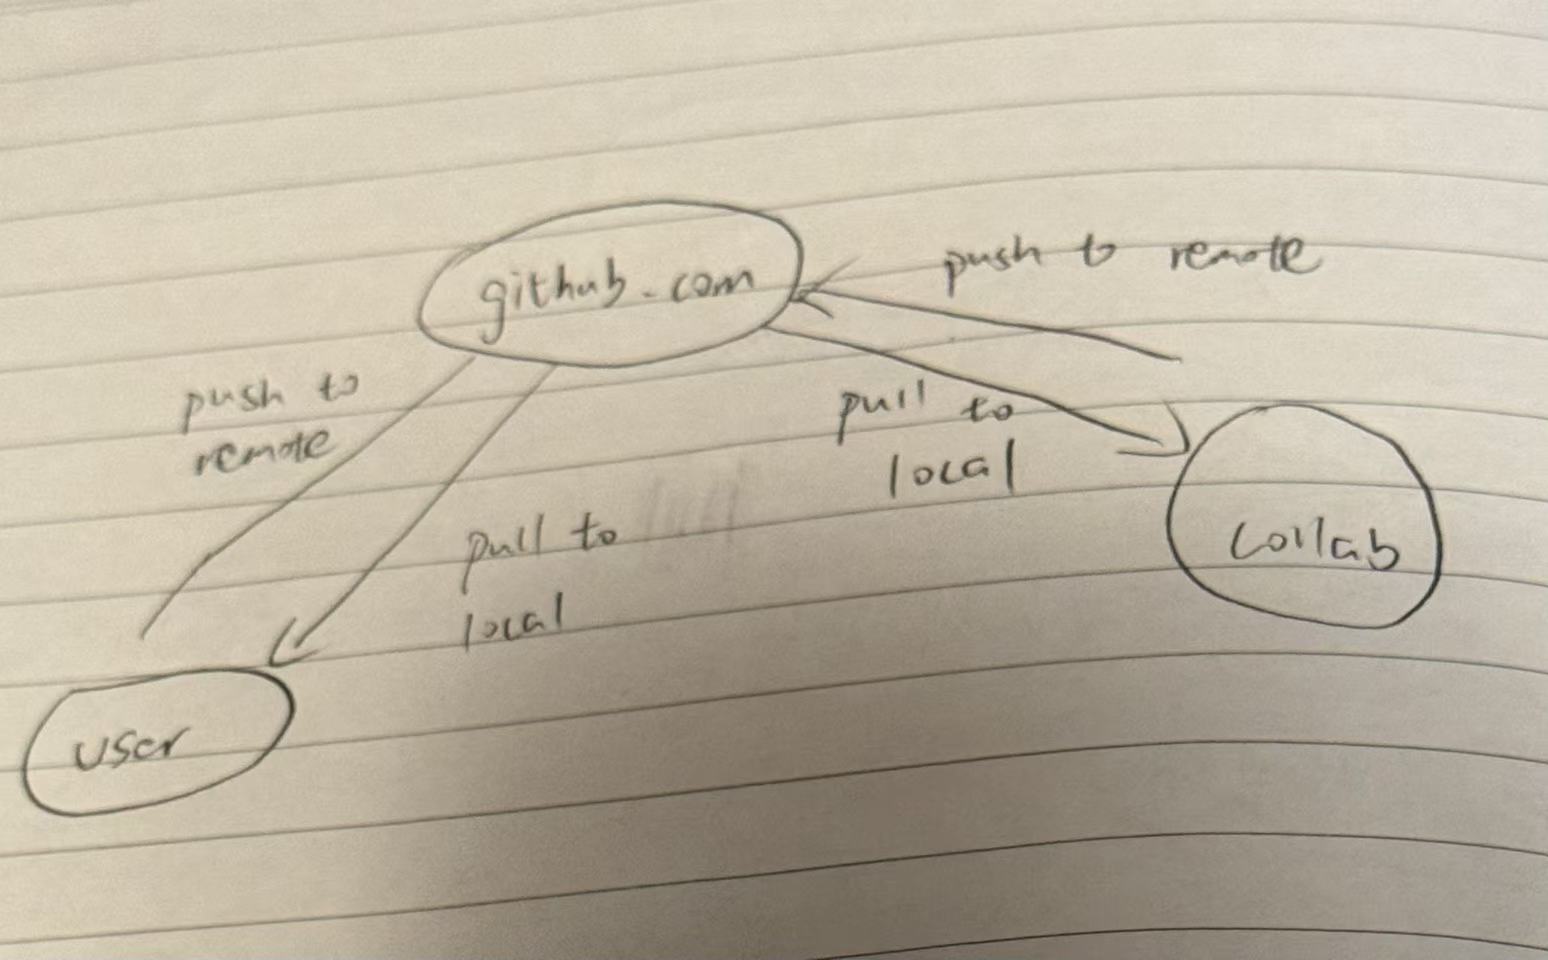 github.com
push to remote
push to
remote
pull to
local
pull to
local
collab
user